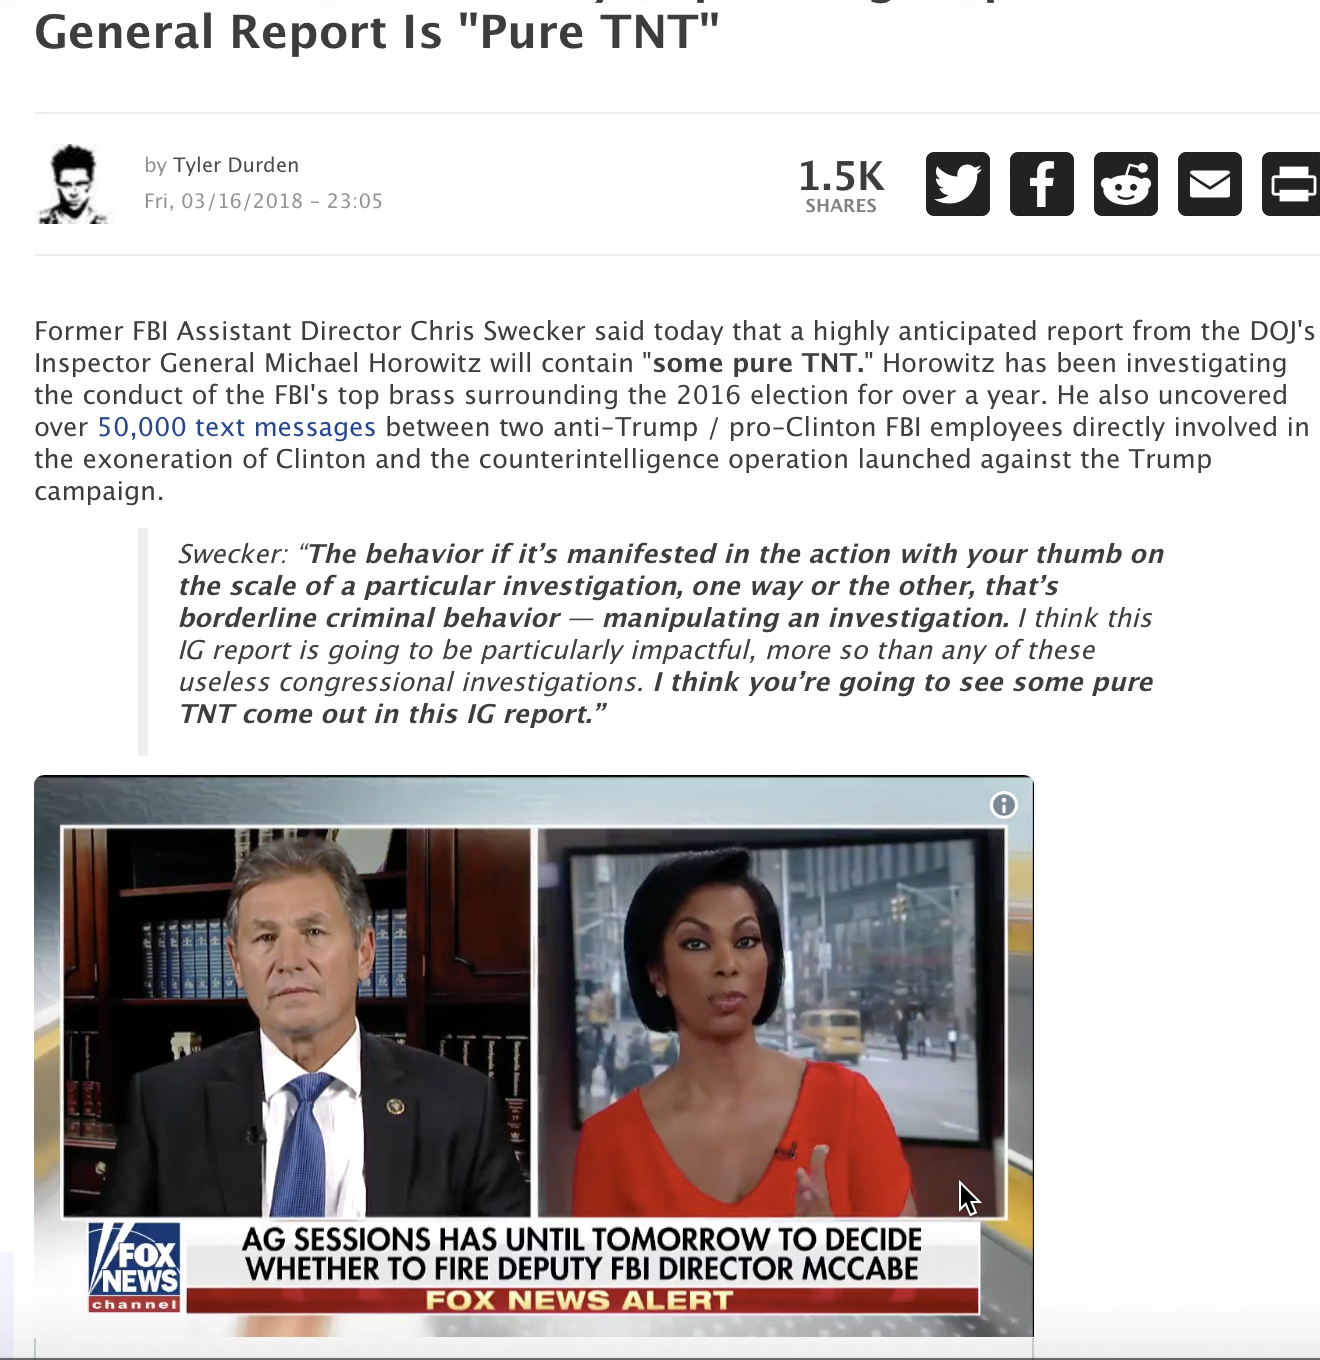 General Report Is "Pure TNT"
by Tyler Durden
Fri, 03/16/2018 – 23:05
1.5K
SHARES
Former FBI Assistant Director Chris Swecker said today that a highly anticipated report from the DOJ's
Inspector General Michael Horowitz will contain "some pure TNT." Horowitz has been investigating
the conduct of the FBI's top brass surrounding the 2016 election for over a year. He also uncovered
over 50,000 text messages between two anti-Trump / pro-Clinton FBI employees directly involved in
the exoneration of Clinton and the counterintelligence operation launched against the Trump
campaign.
Swecker: “The behavior if it’s manifested in the action with your thumb on
the scale of a particular investigation, one way or the other, that’s
borderline criminal behavior — manipulating an investigation. I think this
IG report is going to be particularly impactful, more so than any of these
useless congressional investigations. I think you’re going to see some pure
TNT come out in this IG report.”
AG SESSIONS HAS UNTIL TOMORROW TO DECIDE
WHETHER TO FIRE DEPUTY FBI DIRECTOR MCCABE
FOX NEWS ALERT
FOX
NEWS
channel